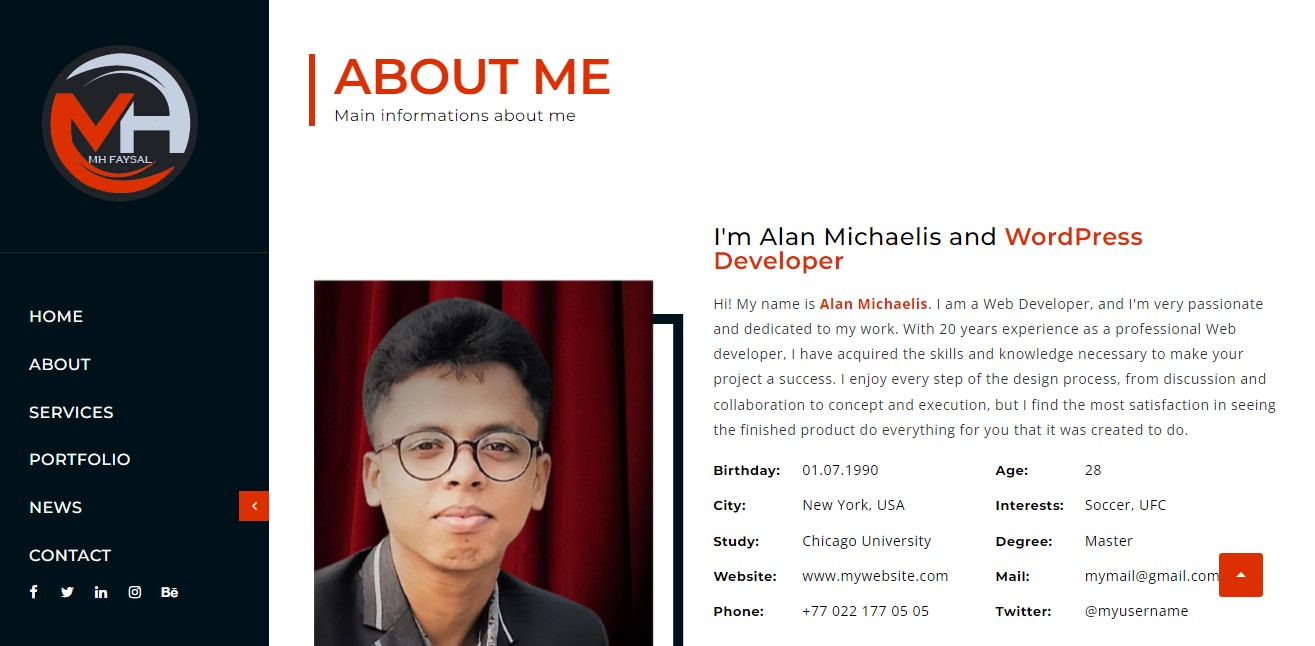 MH
MH FAYSAL
HOME
ABOUT
SERVICES
PORTFOLIO
NEWS
CONTACT
ABOUT ME
Main informations about me
I'm Alan Michaelis and WordPress
Developer
Hi! My name is Alan Michaelis. I am a Web Developer, and I'm very passionate
and dedicated to my work. With 20 years experience as a professional Web
developer, I have acquired the skills and knowledge necessary to make your
project a success. I enjoy every step of the design process, from discussion and
collaboration to concept and execution, but I find the most satisfaction in seeing
the finished product do everything for you that it was created to do.
Birthday: 01.07.1990 Age: 28
City: New York, USA Interests: Soccer, UFC
Study: Chicago University Degree: Master
Website: www.mywebsite.com Mail: mymail@gmail.com
Phone: +77 022 177 05 05 Twitter: @myusername